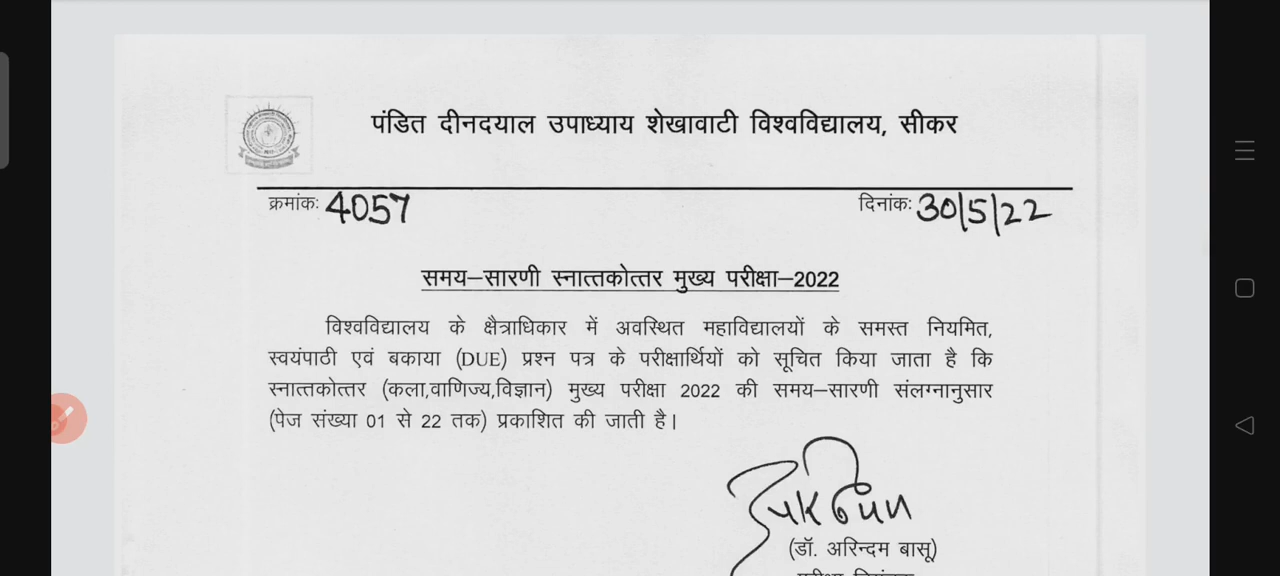 पंडित दीनदयाल उपाध्याय शेखावाटी विश्वविद्यालय, सीकर
क्रमांक: 4057 दिनांक: 30/5/22
समय–सारणी स्नात्तकोत्तर मुख्य परीक्षा–2022
विश्वविद्यालय के क्षैत्राधिकार में अवस्थित महाविद्यालयों के समस्त नियमित,
स्वयंपाठी एवं बकाया (DUE) प्रश्न पत्र के परीक्षार्थियों को सूचित किया जाता है कि
स्नात्तकोत्तर (कला,वाणिज्य,विज्ञान) मुख्य परीक्षा 2022 की समय–सारणी संलग्नानुसार
(पेज संख्या 01 से 22 तक) प्रकाशित की जाती है।
(डॉ. अरिन्दम बासू)